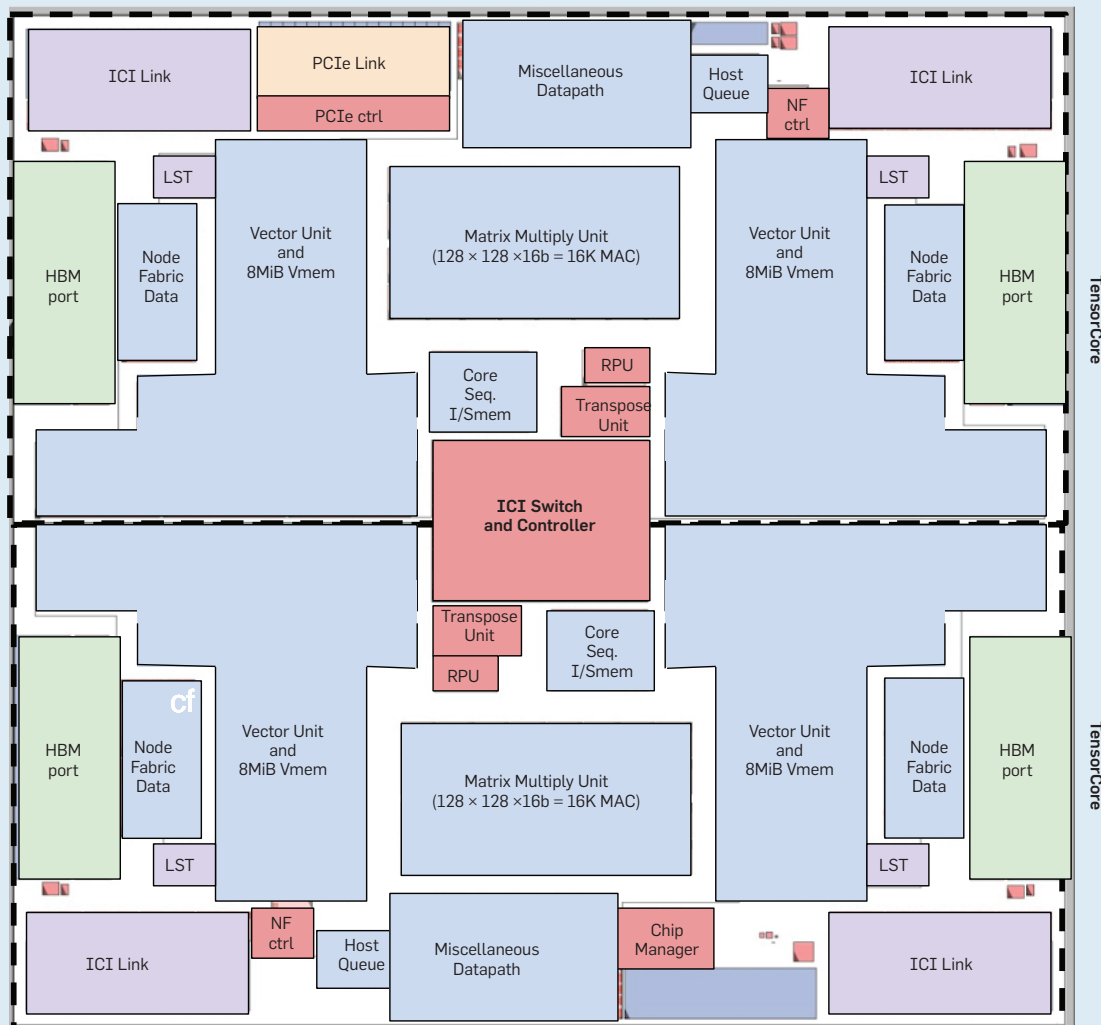 ICI Link
PCIe Link
PCIe ctrl
Miscellaneous
Datapath
Host
Queue
NF
ctrl
ICI Link
LST
LST
HBM
port
Node
Fabric
Data
Vector Unit
and
8MiB Vmem
Matrix Multiply Unit
(128 × 128 ×16b = 16K MAC)
Vector Unit
and
8MiB Vmem
Node
Fabric
Data
HBM
port
TensorCore
Core
Seq.
I/Smem
RPU
Transpose
Unit
ICI Switch
and Controller
Transpose
Unit
RPU
Core
Seq.
I/Smem
HBM
port
cf
Node
Fabric
Data
Vector Unit
and
8MiB Vmem
Matrix Multiply Unit
(128 × 128 ×16b = 16K MAC)
Vector Unit
and
8MiB Vmem
Node
Fabric
Data
HBM
port
TensorCore
LST
LST
ICI Link
NF
ctrl
Host
Queue
Miscellaneous
Datapath
Chip
Manager
ICI Link